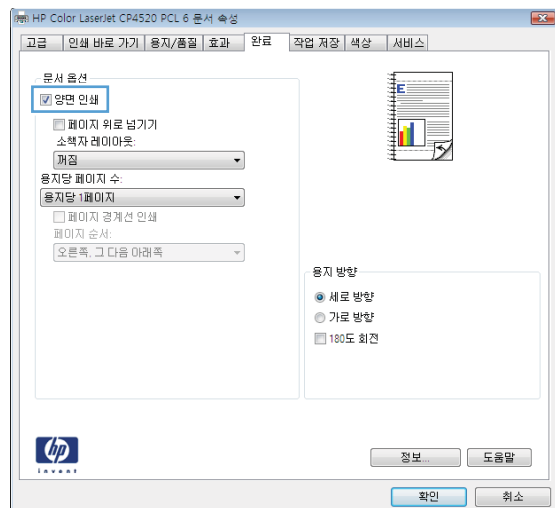 HP Color LaserJet CP4520 PCL 6 문서 속성
고급 인쇄 바로 가기 용지/품질 효과 완료 작업 저장 색상 서비스
문서 옵션
양면 인쇄
페이지 위로 넘기기
소책자 레이아웃:
꺼짐
용지당 페이지 수:
용지당 1페이지
페이지 경계선 인쇄
페이지 순서:
오른쪽, 그 다음 아래쪽
E
용지 방향
세로 방향
가로 방향
180도 회전
hp
invent
정보... 도움말
확인 취소